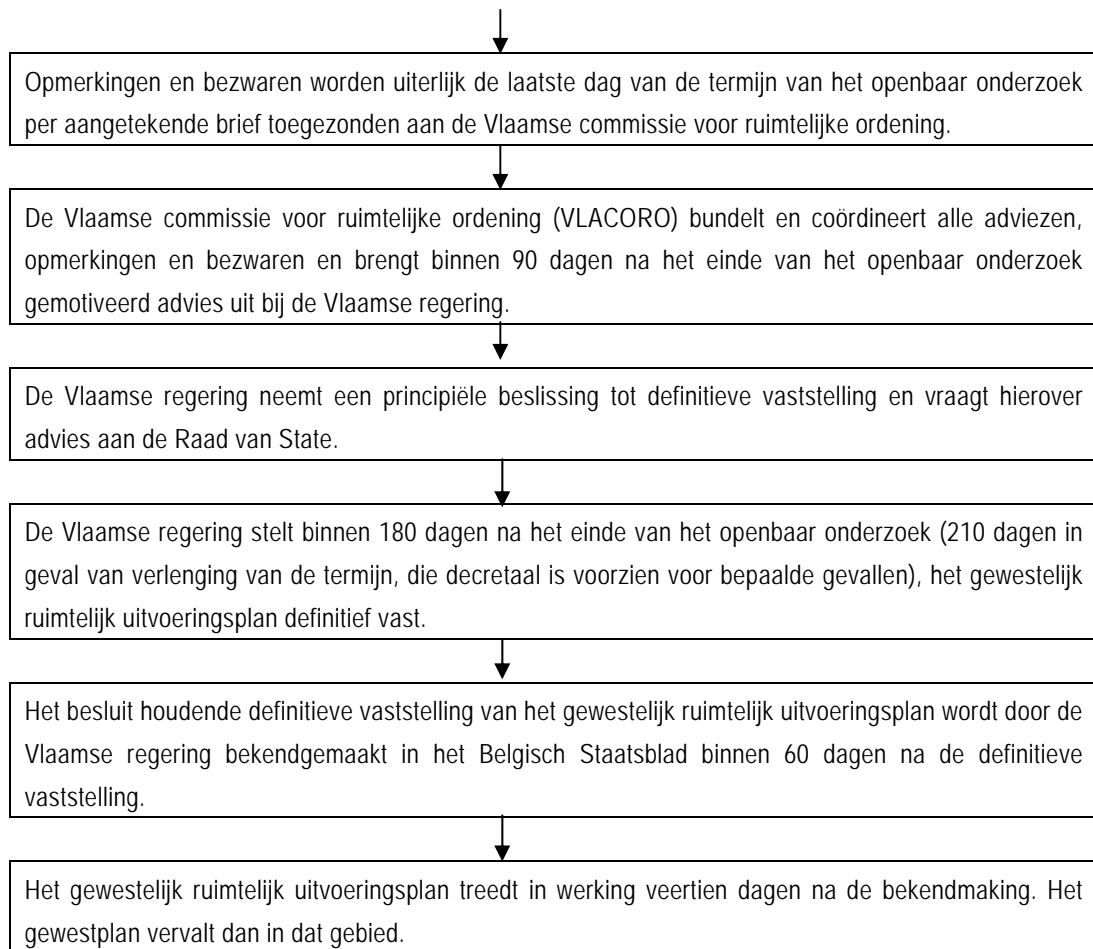 Opmerkingen en bezwaren worden uiterlijk de laatste dag van de termijn van het openbaar onderzoek
per aangetekende brief toegezonden aan de Vlaamse commissie voor ruimtelijke ordening.
De Vlaamse commissie voor ruimtelijke ordening (VLACORO) bundelt en coördineert alle adviezen,
opmerkingen en bezwaren en brengt binnen 90 dagen na het einde van het openbaar onderzoek
gemotiveerd advies uit bij de Vlaamse regering.
De Vlaamse regering neemt een principiële beslissing tot definitieve vaststelling en vraagt hierover
advies aan de Raad van State.
De Vlaamse regering stelt binnen 180 dagen na het einde van het openbaar onderzoek (210 dagen in
geval van verlenging van de termijn, die decretaal is voorzien voor bepaalde gevallen), het gewestelijk
ruimtelijk uitvoeringsplan definitief vast.
Het besluit houdende definitieve vaststelling van het gewestelijk ruimtelijk uitvoeringsplan wordt door de
Vlaamse regering bekendgemaakt in het Belgisch Staatsblad binnen 60 dagen na de definitieve
vaststelling.
Het gewestelijk ruimtelijk uitvoeringsplan treedt in werking veertien dagen na de bekendmaking. Het
gewestplan vervalt dan in dat gebied.